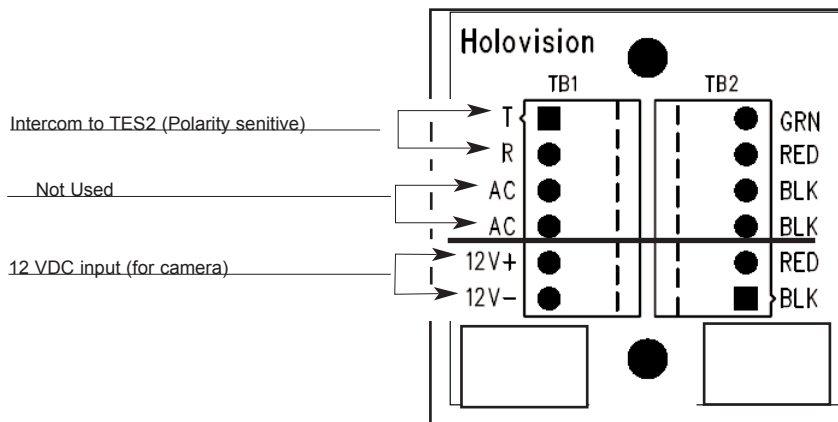 Holovision
TB1 TB2
Intercom to TES2 (Polarity senitive)
T GRN
R RED
Not Used
AC BLK
AC BLK
12 VDC input (for camera)
12V+ RED
12V- BLK